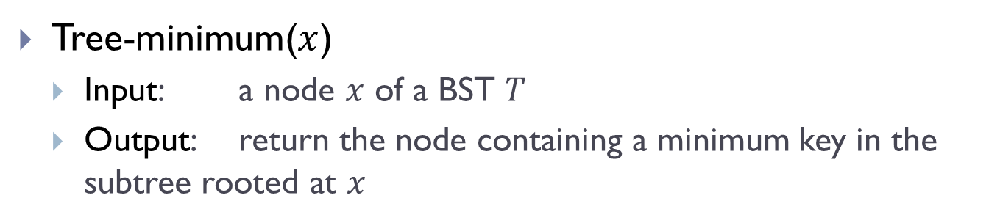 Tree-minimum(x)
Input: a node x of a BST T
Output: return the node containing a minimum key in the
subtree rooted at x